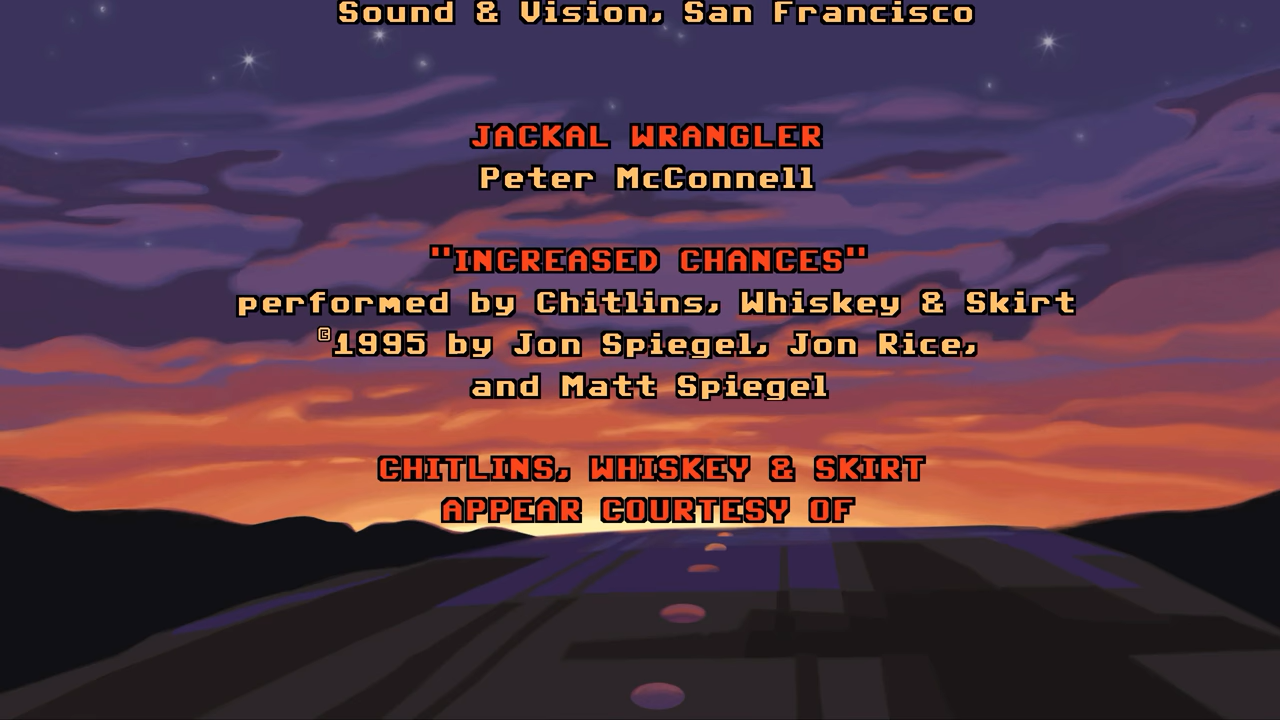 Sound & Vision, San Francisco
JACKAL WRANGLER
Peter McConnell
"INCREASED CHANCES"
performed by Chitlins, Whiskey & Skirt
©1995 by Jon Spiegel, Jon Rice,
and Matt Spiegel
CHITLINS, WHISKEY & SKIRT
APPEAR COURTESY OF